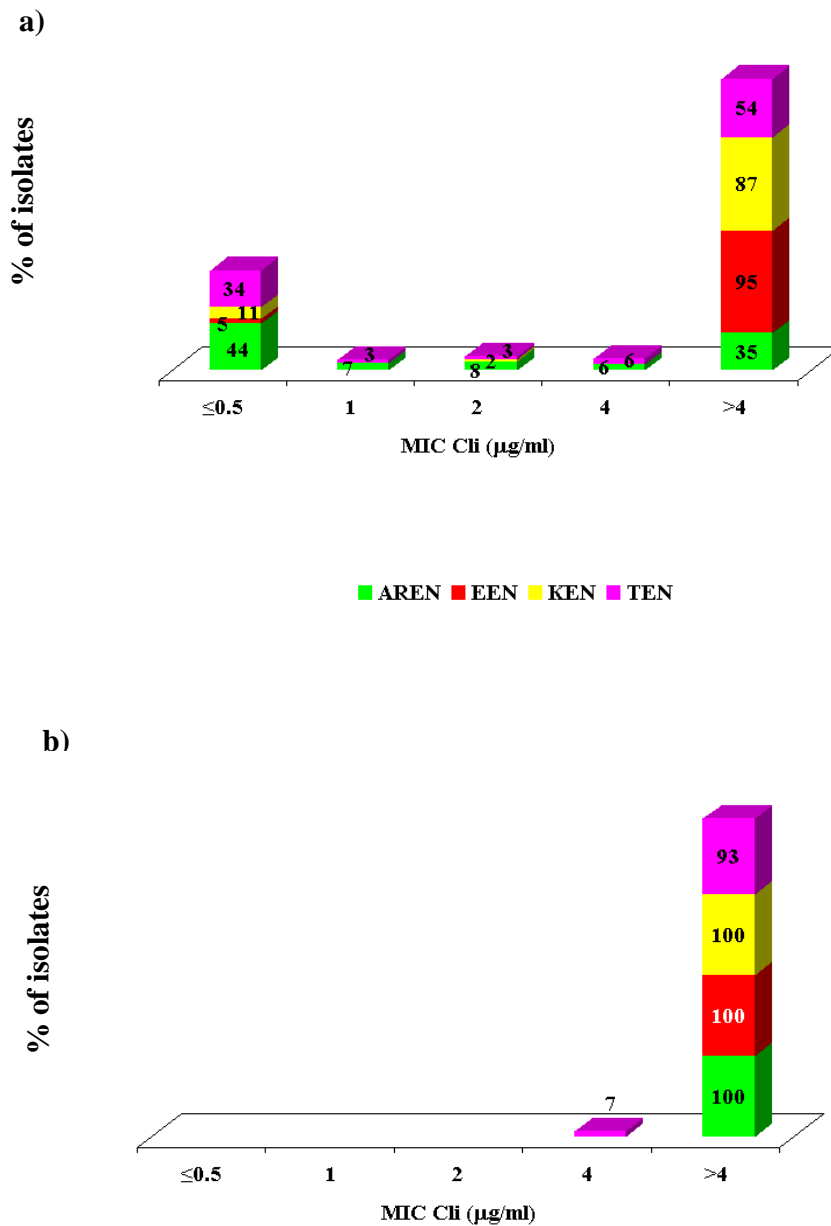 a)
% of isolates
54
87
95
35
34
11
5
44
3
7
3
2
8
6
6
≤0.5 1 2 4 >4
MIC Cli (µg/ml)
AREN EEN KEN TEN
b)
% of isolates
93
100
100
100
7
≤0.5 1 2 4 >4
MIC Cli (µg/ml)